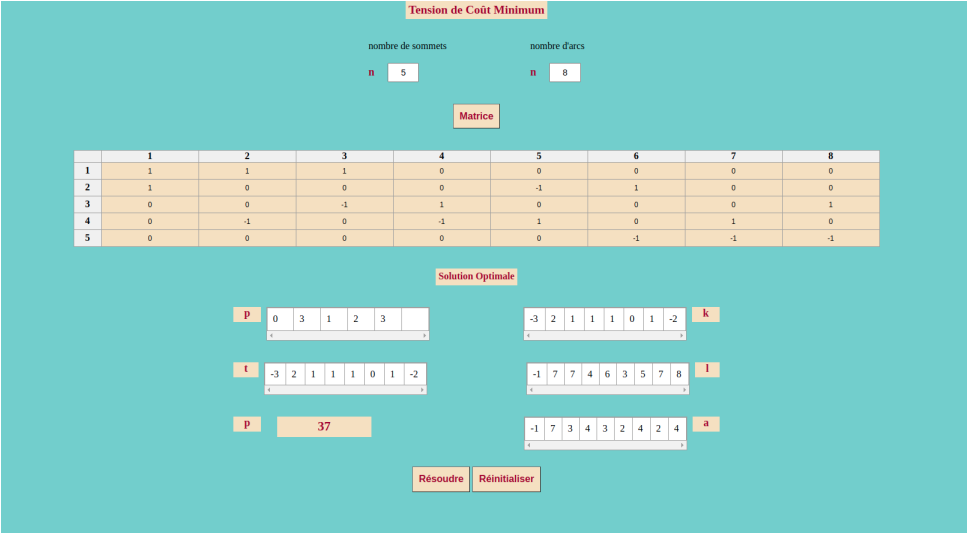 Tension de Coût Minimum
nombre de sommets nombre d'arcs
n 5 n 8
Matrice
1 2 3 4 5 6 7 8
1 1 1 1 0 0 0 0 0
2 1 0 0 0 -1 1 0 0
3 0 0 -1 1 0 0 0 1
4 0 -1 0 -1 1 0 1 0
5 0 0 0 0 0 -1 -1 -1
Solution Optimale
p 0 3 1 2 3 -3 2 1 1 1 0 1 -2 k
t -3 2 1 1 1 0 1 -2 -1 7 7 4 6 3 5 7 8 l
p 37 -1 7 3 4 3 2 4 2 4 a
Résoudre Réinitialiser